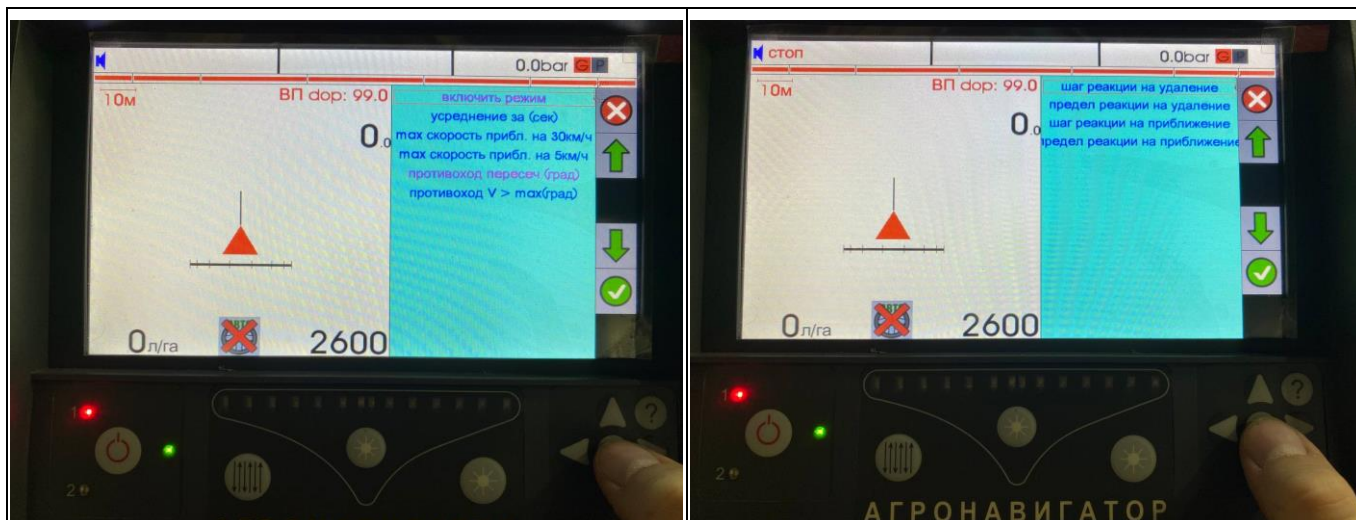 0.0bar G P
10м
ВП dop: 99.0
0.0
включить режим
усреднение за (сек)
max скорость прибл. на 30км/ч
max скорость прибл. на 5км/ч
противоход пересеч (град)
противоход V > max(град)
0л/га
2600
1
2
?
стоп
0.0bar G P
10м
ВП dop: 99.0
0.0
шаг реакции на удаление
предел реакции на удаление
шаг реакции на приближение
предел реакции на приближение
0л/га
2600
1
2
?
АГРОНАВИГАТОР